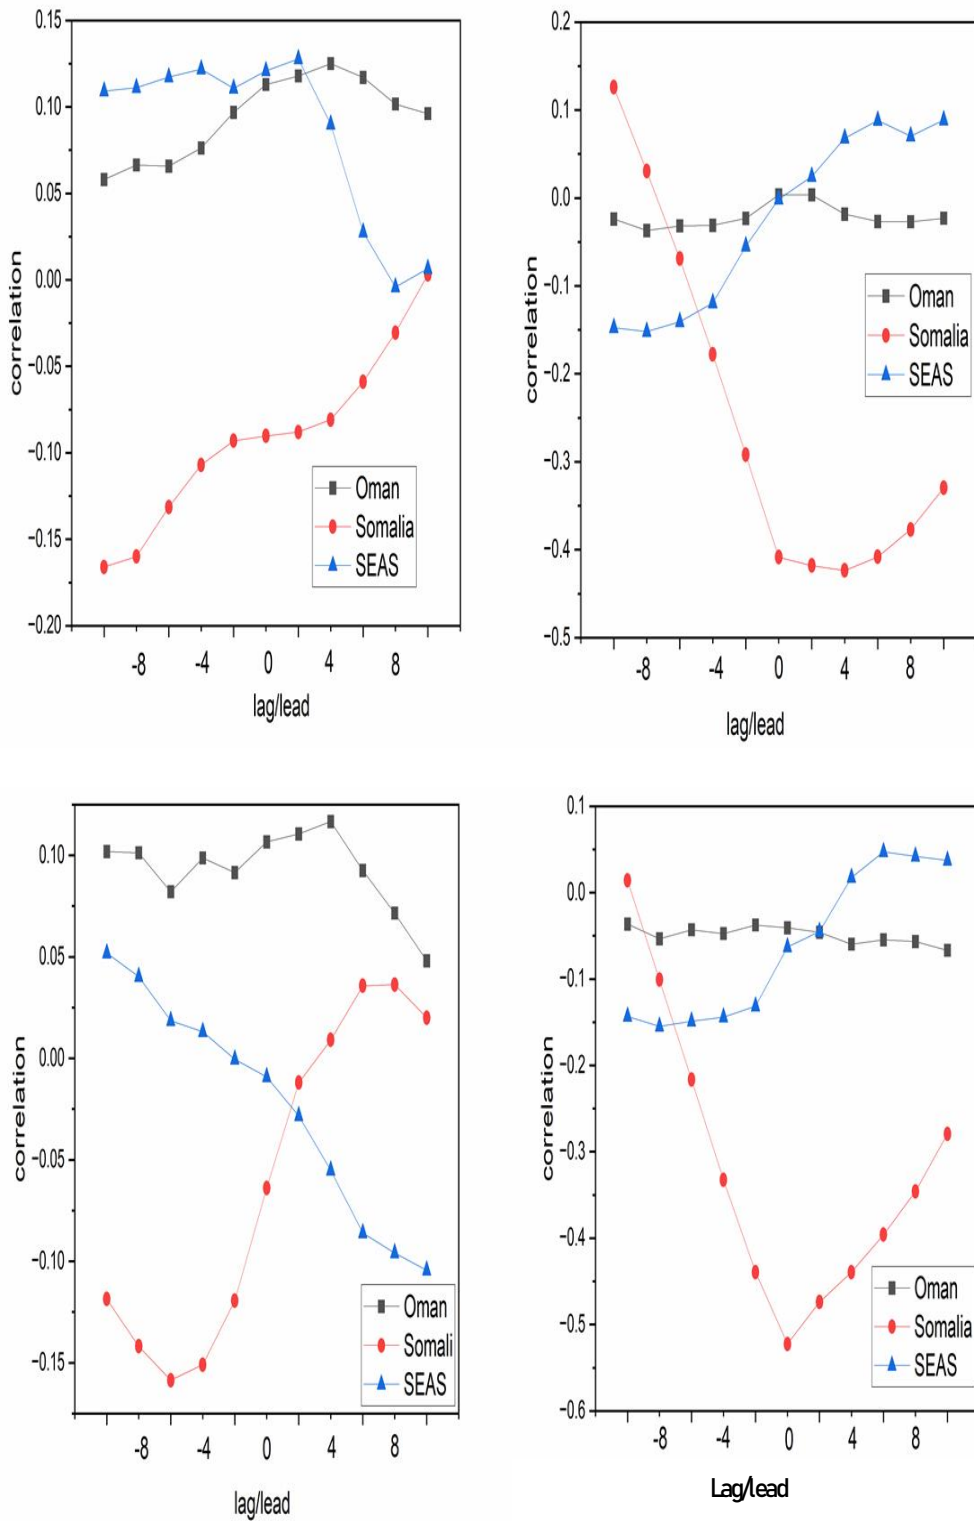 0.15
0.10
0.05
0.00
−0.05
−0.10
−0.15
−0.20
correlation
Oman
Somalia
SEAS
-8 -4 0 4 8
lag/lead
0.2
0.1
0.0
−0.1
−0.2
−0.3
−0.4
−0.5
correlation
Oman
Somalia
SEAS
-8 -4 0 4 8
lag/lead
0.10
0.05
0.00
−0.05
−0.10
−0.15
correlation
Oman
Somali
SEAS
-8 -4 0 4 8
lag/lead
0.1
0.0
−0.1
−0.2
−0.3
−0.4
−0.5
−0.6
correlation
Oman
Somalia
SEAS
-8 -4 0 4 8
Lag/lead